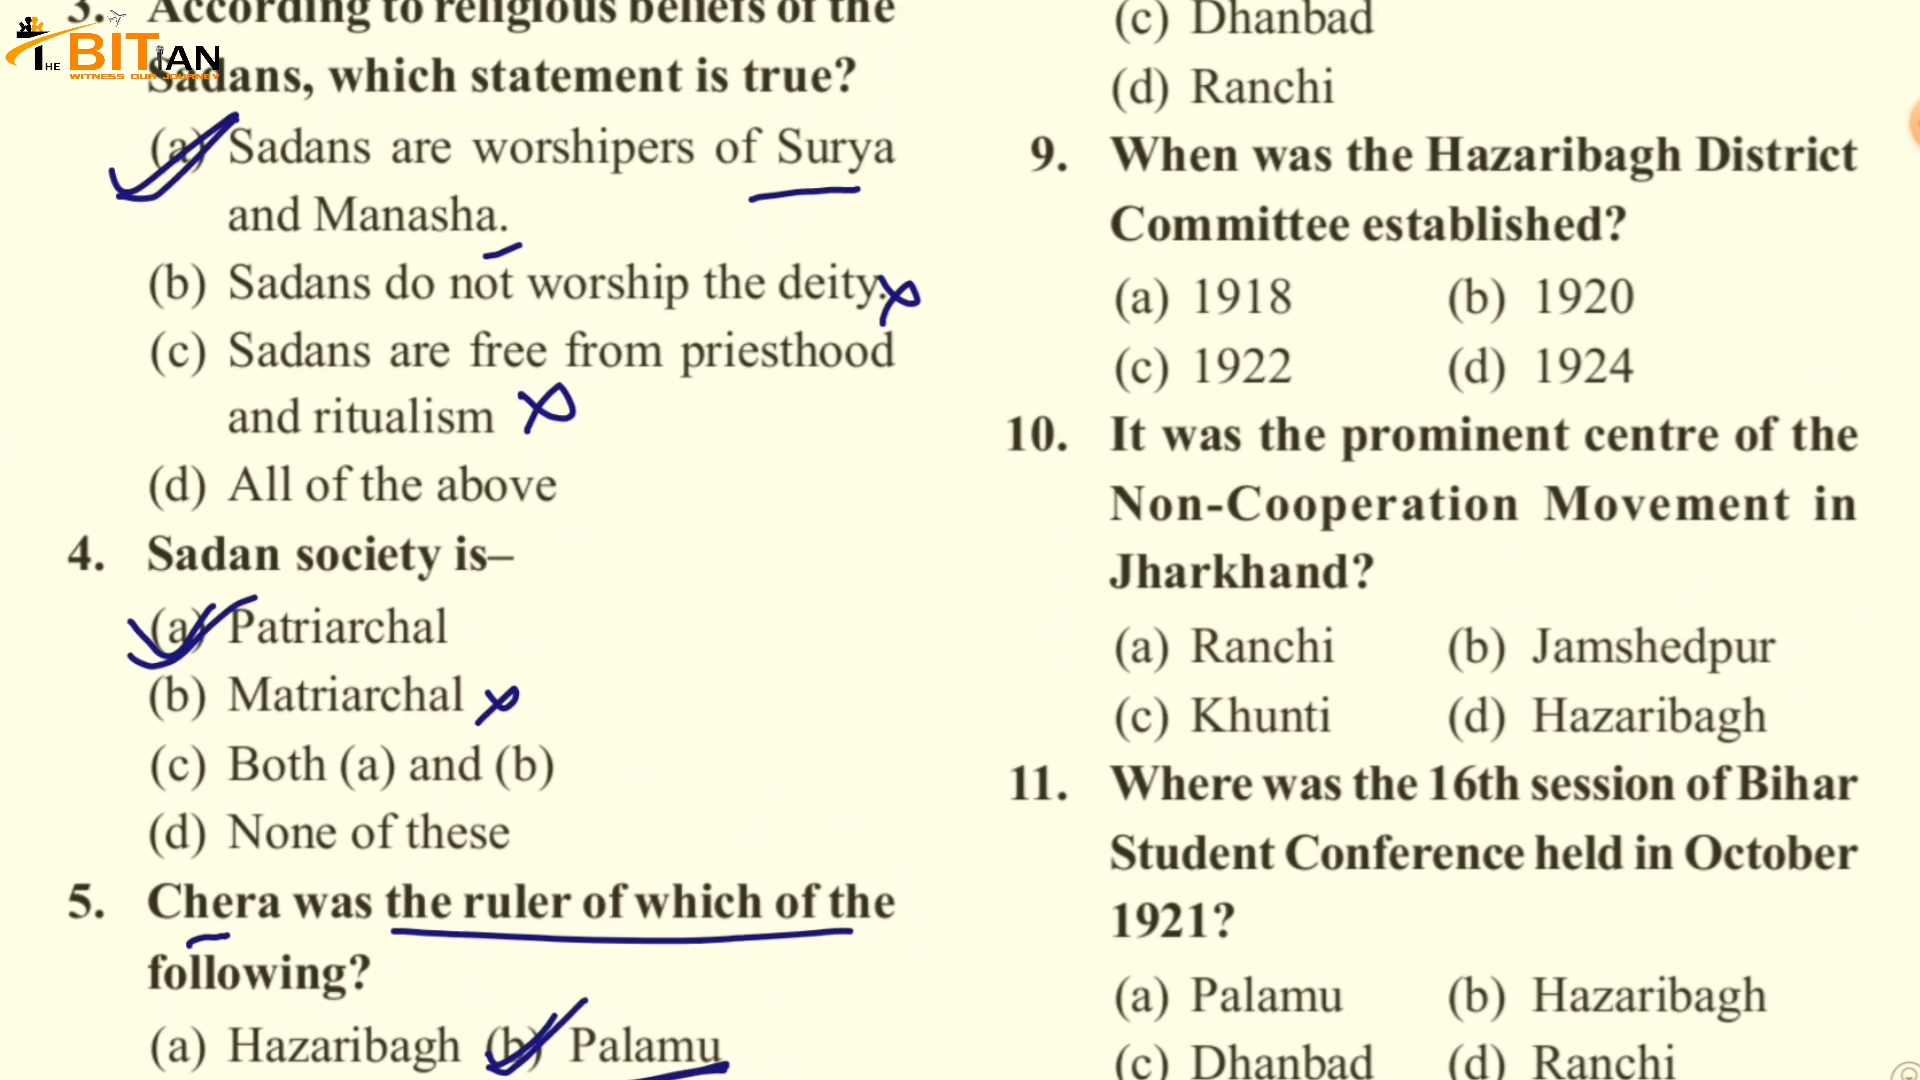 THE BITIAN
WITNESS OUR JOURNEY
3. According to religious beliefs of the
Sadans, which statement is true?
(a) Sadans are worshipers of Surya
and Manasha.
(b) Sadans do not worship the deity.
(c) Sadans are free from priesthood
and ritualism
(d) All of the above
4. Sadan society is–
(a) Patriarchal
(b) Matriarchal
(c) Both (a) and (b)
(d) None of these
5. Chera was the ruler of which of the
following?
(a) Hazaribagh (b) Palamu
(c) Dhanbad
(d) Ranchi
9. When was the Hazaribagh District
Committee established?
(a) 1918 (b) 1920
(c) 1922 (d) 1924
10. It was the prominent centre of the
Non-Cooperation Movement in
Jharkhand?
(a) Ranchi (b) Jamshedpur
(c) Khunti (d) Hazaribagh
11. Where was the 16th session of Bihar
Student Conference held in October
1921?
(a) Palamu (b) Hazaribagh
(c) Dhanbad (d) Ranchi